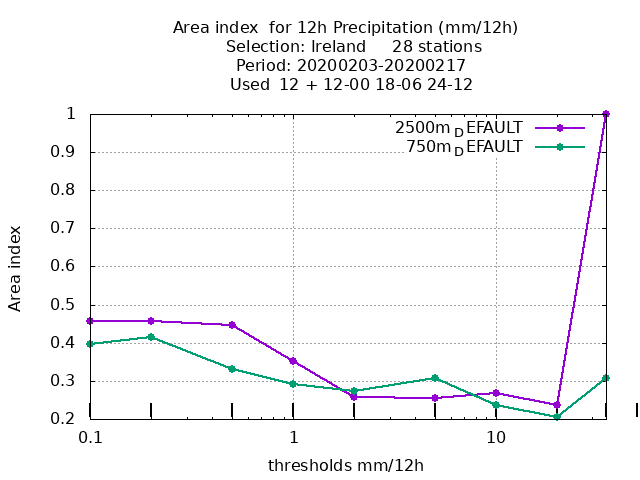 Area index  for 12h Precipitation (mm/12h)
Selection: Ireland     28 stations
Period: 20200203-20200217
Used  12 + 12-00 18-06 24-12
2500m_DEFAULT
750m_DEFAULT
1
0.9
0.8
0.7
0.6
0.5
0.4
0.3
0.2
Area index
0.1
1
10
thresholds mm/12h